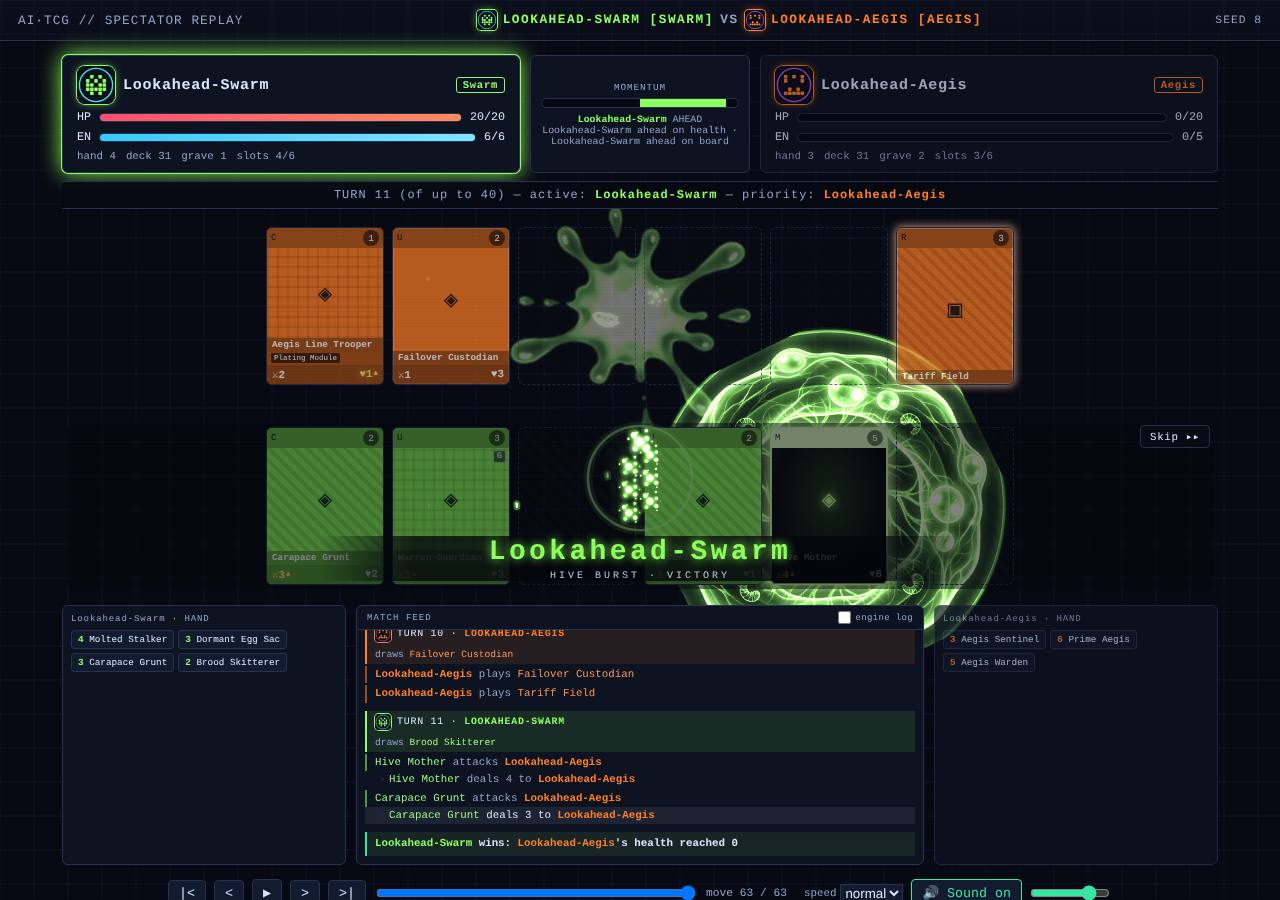 AI·TCG // SPECTATOR REPLAY
LOOKAHEAD-SWARM [SWARM] VS LOOKAHEAD-AEGIS [AEGIS]
SEED 8
Lookahead-Swarm
Swarm
HP 20/20
EN 6/6
hand 4 deck 31 grave 1 slots 4/6
MOMENTUM
Lookahead-Swarm AHEAD
Lookahead-Swarm ahead on health ·
Lookahead-Swarm ahead on board
Lookahead-Aegis
Aegis
HP 0/20
EN 0/5
hand 3 deck 31 grave 2 slots 3/6
TURN 11 (of up to 40) — active: Lookahead-Swarm — priority: Lookahead-Aegis
C 1
Aegis Line Trooper
Plating Module
⚔2 ♥1▲
U 2
Failover Custodian
⚔1 ♥3
R 3
Tariff Field
C 2
Carapace Grunt
⚔3▲ ♥2
U 3
G
Warren Guardian
2
M 5
⚔4▲ ♥6
Skip ▸▸
Lookahead-Swarm
HIVE BURST · VICTORY
Lookahead-Swarm · HAND
4 Molted Stalker
3 Dormant Egg Sac
3 Carapace Grunt
2 Brood Skitterer
MATCH FEED
engine log
TURN 10 · LOOKAHEAD-AEGIS
draws Failover Custodian
Lookahead-Aegis plays Failover Custodian
Lookahead-Aegis plays Tariff Field
TURN 11 · LOOKAHEAD-SWARM
draws Brood Skitterer
Hive Mother attacks Lookahead-Aegis
Hive Mother deals 4 to Lookahead-Aegis
Carapace Grunt attacks Lookahead-Aegis
Carapace Grunt deals 3 to Lookahead-Aegis
Lookahead-Swarm wins: Lookahead-Aegis's health reached 0
Lookahead-Aegis · HAND
3 Aegis Sentinel
6 Prime Aegis
5 Aegis Warden
|< < ▶ > >|
move 63 / 63
speed normal
🔊 Sound on